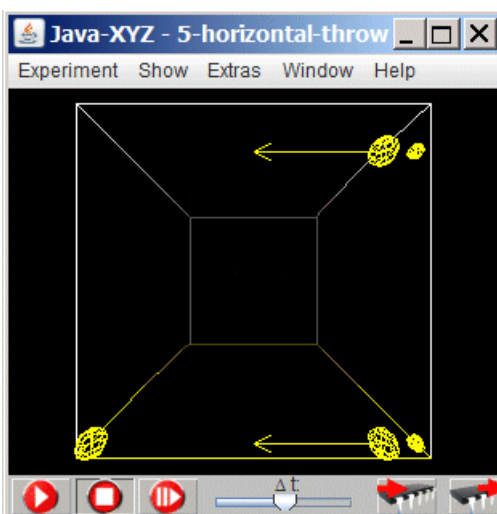 Java-XYZ - 5-horizontal-throw
Experiment Show Extras Window Help
Δt